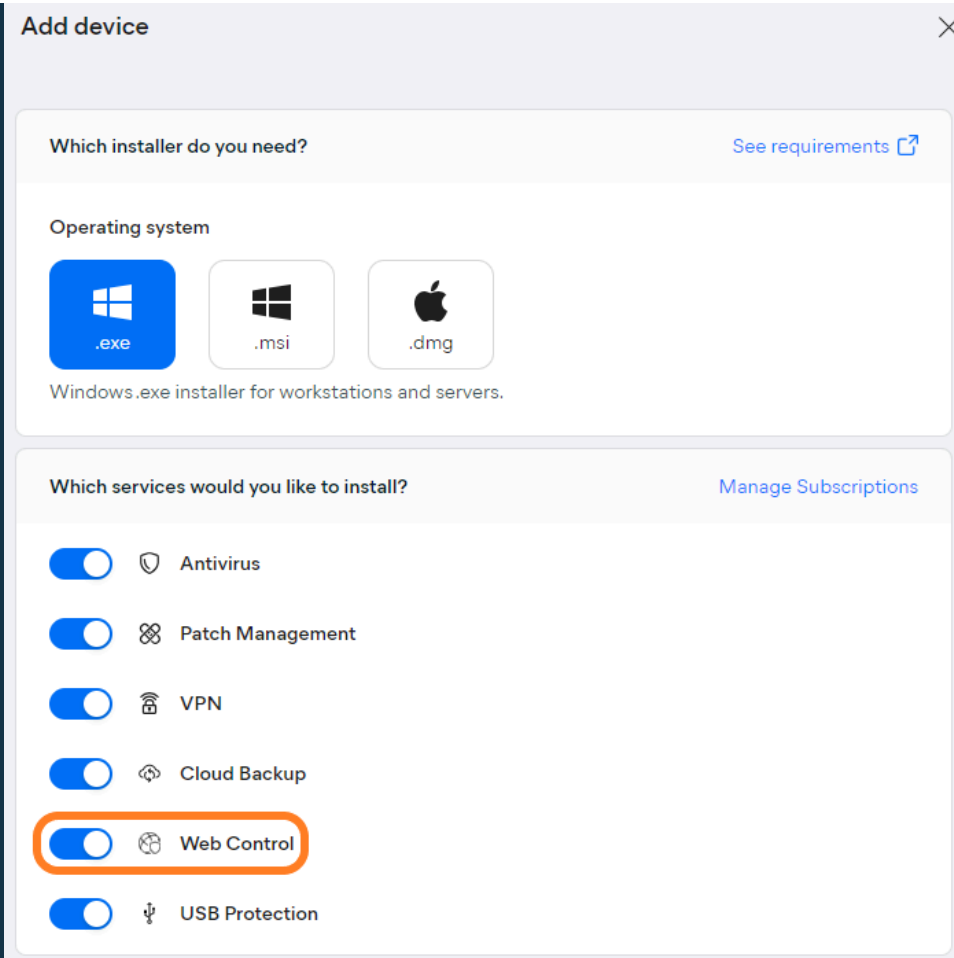 Add device
Which installer do you need?
See requirements
Operating system
.exe
.msi
.dmg
Windows.exe installer for workstations and servers.
Which services would you like to install?
Manage Subscriptions
Antivirus
Patch Management
VPN
Cloud Backup
Web Control
USB Protection